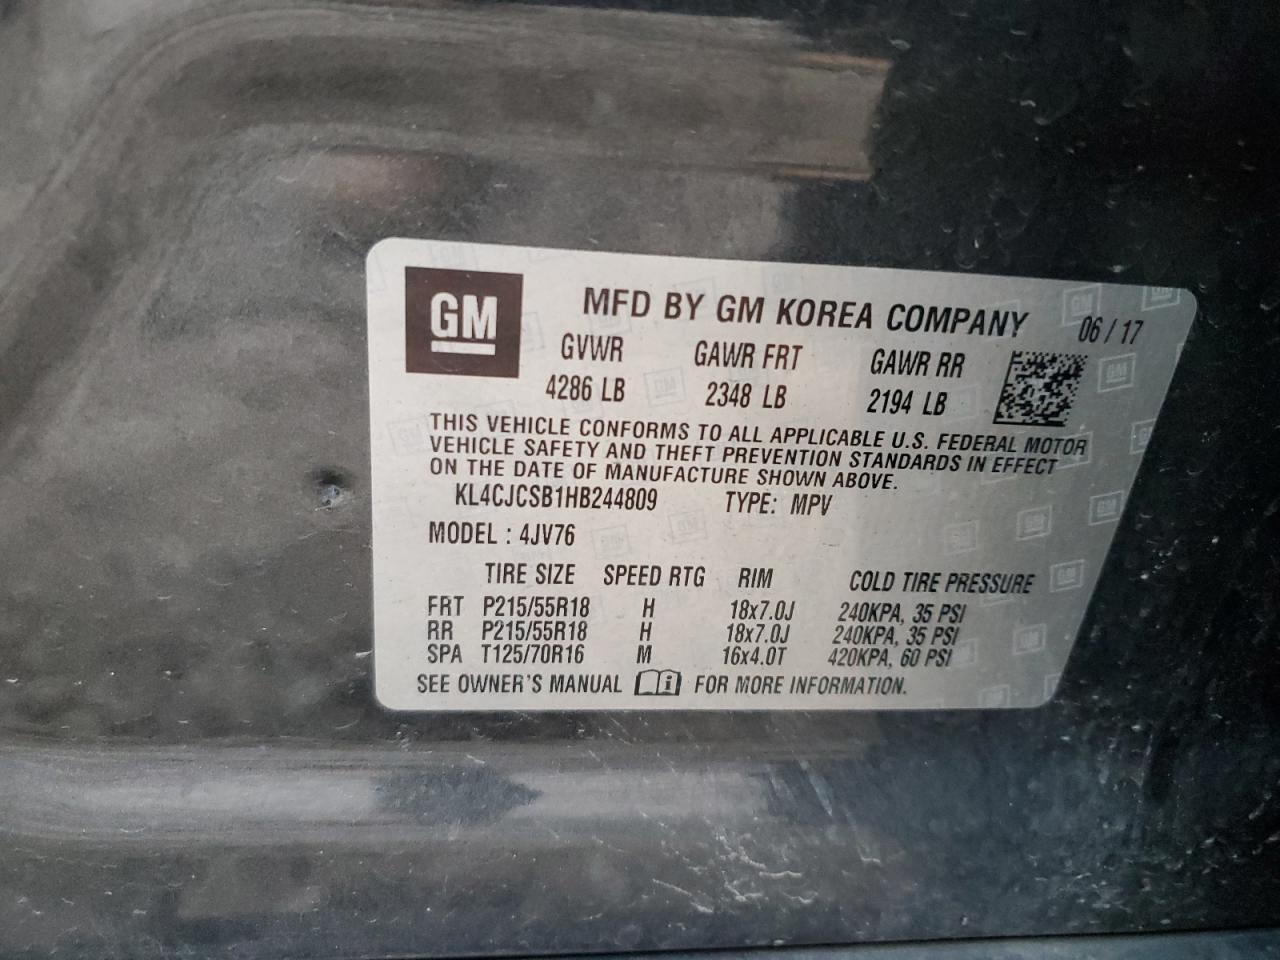 GM
MFD BY GM KOREA COMPANY 06 / 17
GVWR GAWR FRT GAWR RR
4286 LB 2348 LB 2194 LB
THIS VEHICLE CONFORMS TO ALL APPLICABLE U.S. FEDERAL MOTOR
VEHICLE SAFETY AND THEFT PREVENTION STANDARDS IN EFFECT
ON THE DATE OF MANUFACTURE SHOWN ABOVE.
KL4CJCSB1HB244809 TYPE: MPV
MODEL : 4JV76
TIRE SIZE SPEED RTG RIM COLD TIRE PRESSURE
FRT P215/55R18 H 18x7.0J 240KPA, 35 PSI
RR P215/55R18 H 18x7.0J 240KPA, 35 PSI
SPA T125/70R16 M 16x4.0T 420KPA, 60 PSI
SEE OWNER'S MANUAL i FOR MORE INFORMATION.